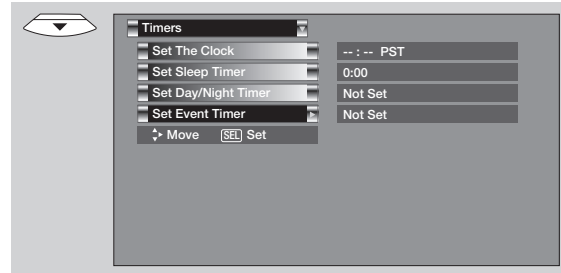 Timers
Set The Clock -- : -- PST
Set Sleep Timer 0:00
Set Day/Night Timer Not Set
Set Event Timer Not Set
Move SEL Set